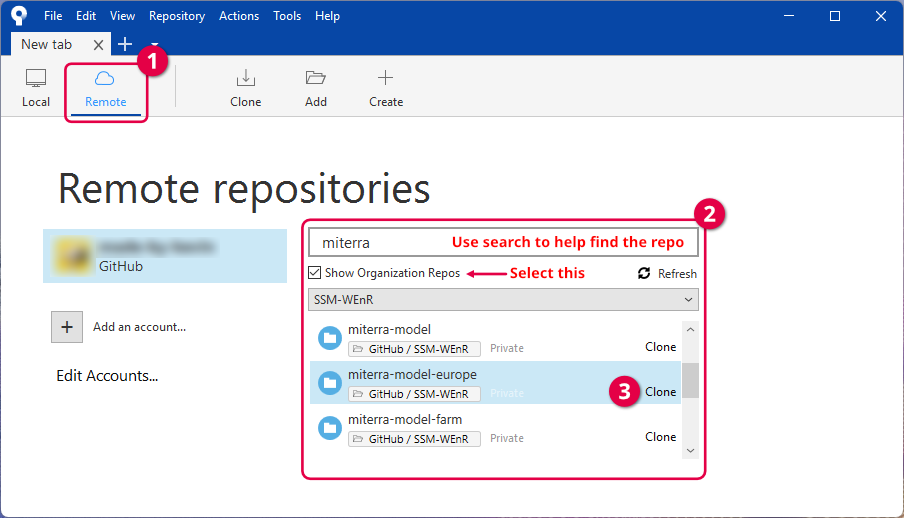 File Edit View Repository Actions Tools Help
New tab
1
Local Remote Clone Add Create
Remote repositories
2
miterra Use search to help find the repo
GitHub
Show Organization Repos Select this Refresh
SSM-WEnR
Add an account...
miterra-model
GitHub / SSM-WEnR Private Clone
Edit Accounts...
miterra-model-europe
GitHub / SSM-WEnR Private 3 Clone
miterra-model-farm
GitHub / SSM-WEnR Private Clone